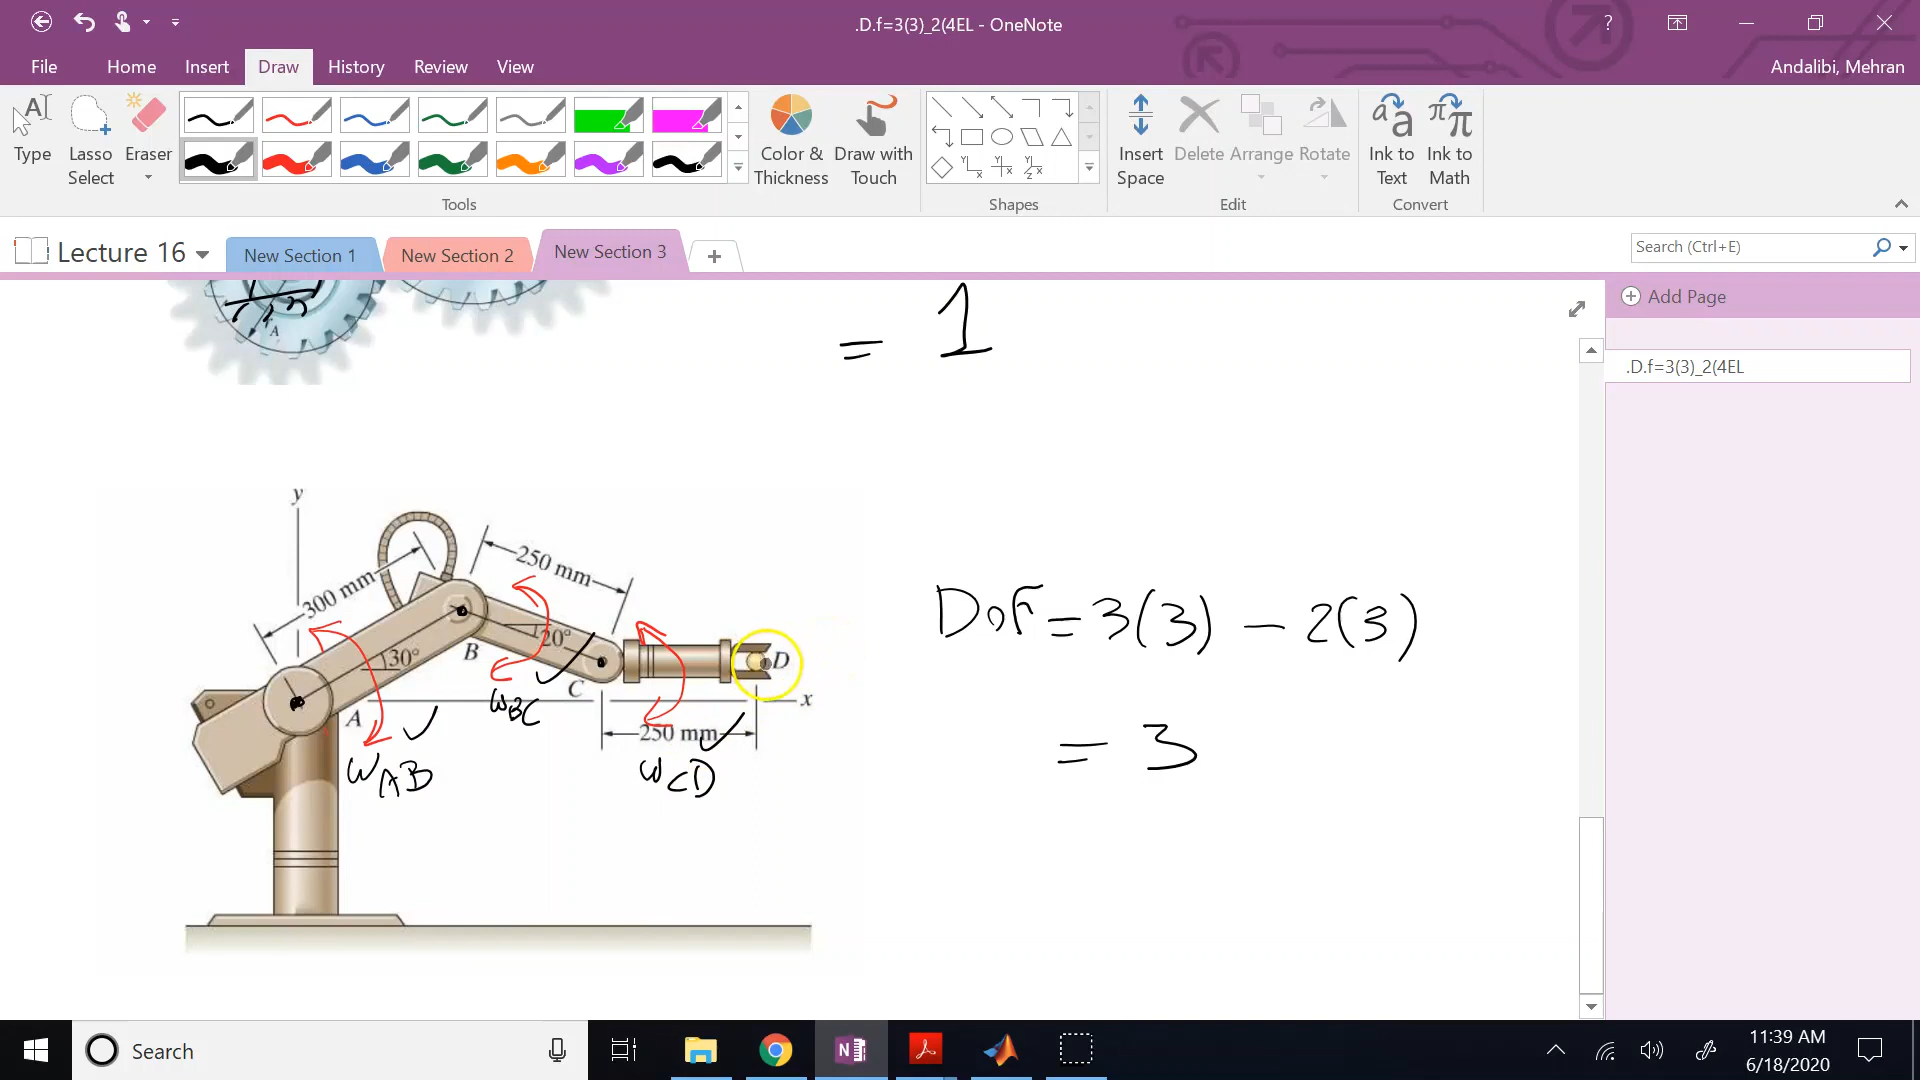 .D.f=3(3)_2(4EL - OneNote
?
File
Home
Insert
Draw
History
Review
View
Andalibi, Mehran
Type
Lasso Select
Eraser
Color & Thickness
Draw with Touch
Insert Space
Delete
Arrange
Rotate
Ink to Text
Ink to Math
Tools
Shapes
Edit
Convert
Lecture 16
New Section 1
New Section 2
New Section 3
+
Search (Ctrl+E)
Add Page
.D.f=3(3)_2(4EL
A
= 1
y
300 mm
250 mm
30°
20°
A
B
C
D
x
250 mm
ωAB
ωBC
ωCD
DoF = 3(3) - 2(3)
= 3
Search
11:39 AM
6/18/2020